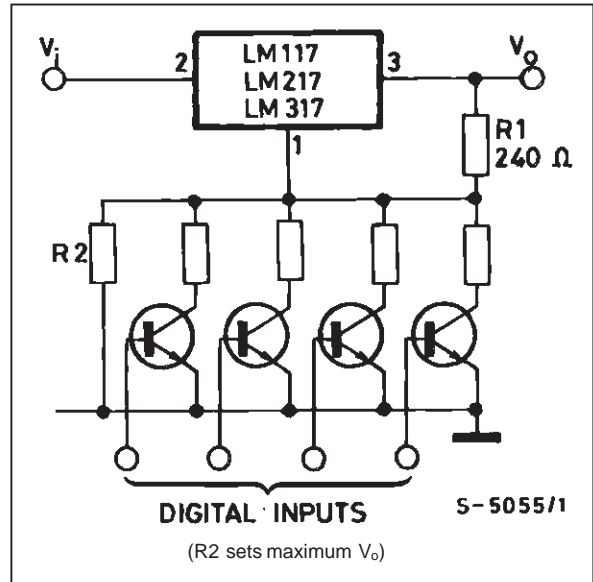 Vi
Vo
2
LM117
LM217
LM317
3
1
R1
240 Ω
R2
DIGITAL INPUTS
S-5055/1
(R2 sets maximum Vo)